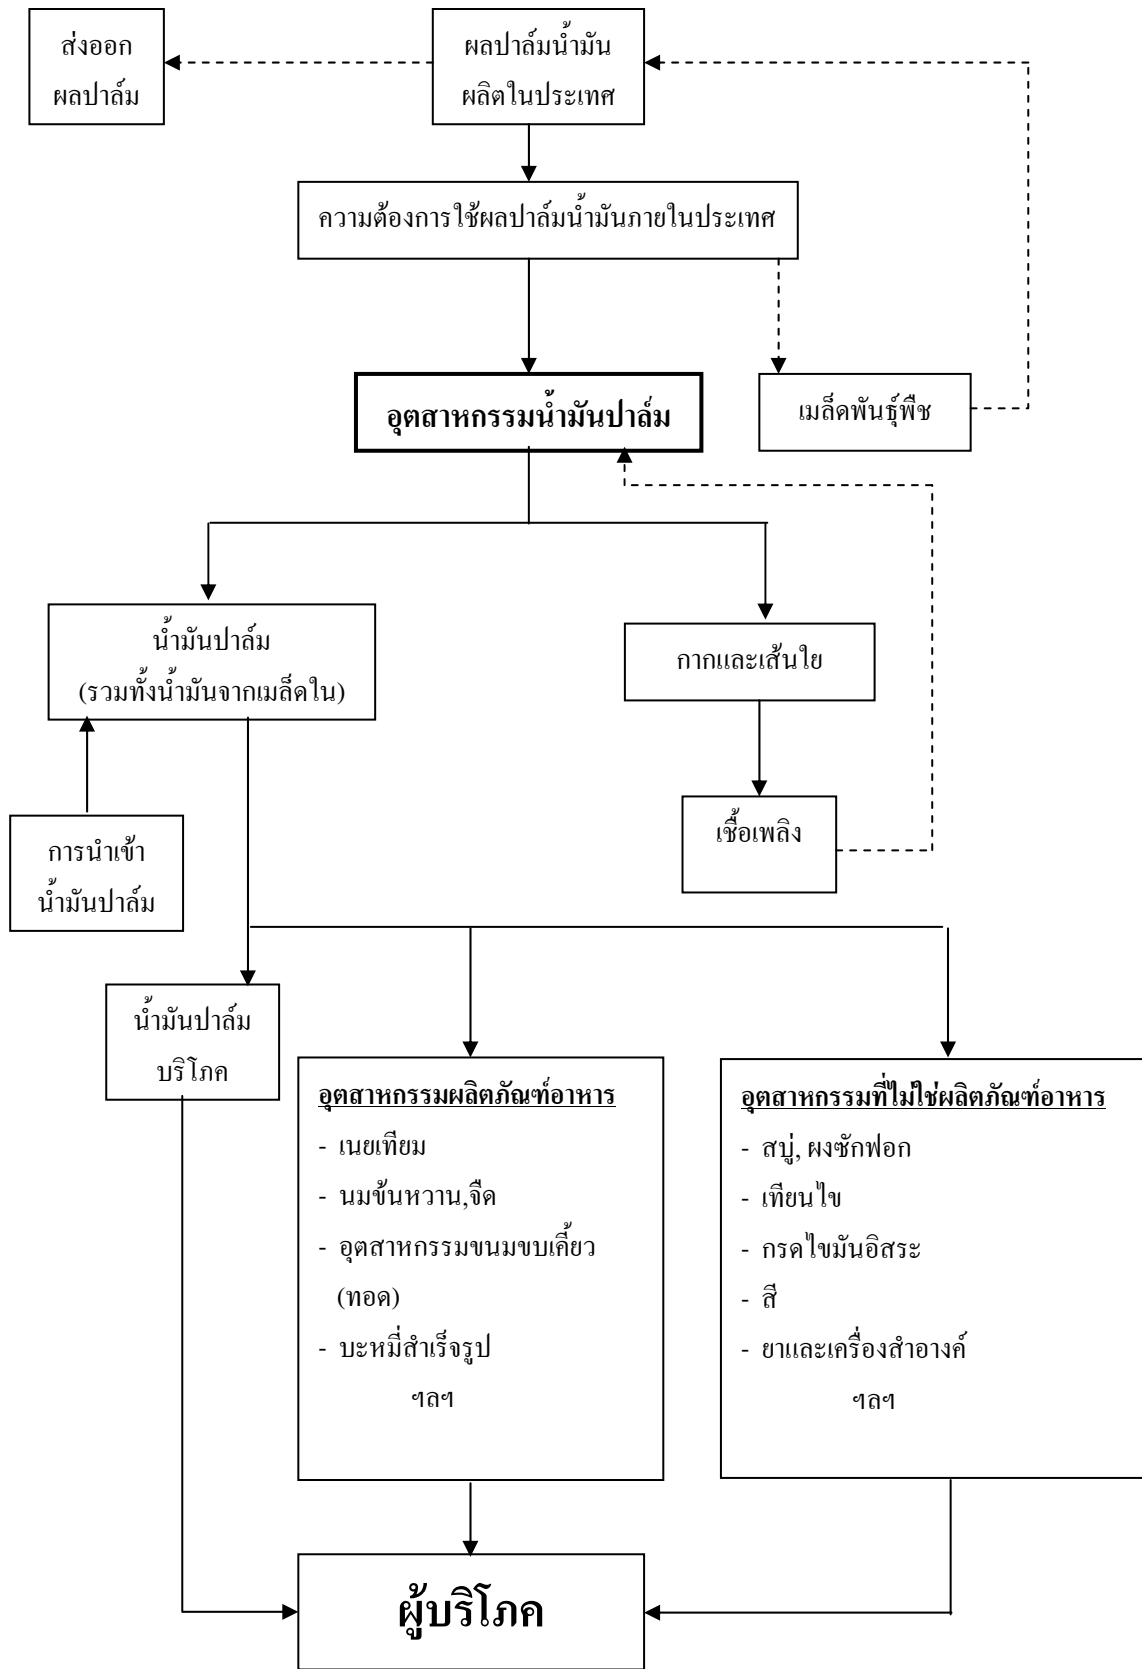 ส่งออก
ผลปาล์ม
ผลปาล์มน้ำมัน
ผลิตในประเทศ
ความต้องการใช้ผลปาล์มน้ำมันภายในประเทศ
อุตสาหกรรมน้ำมันปาล์ม
เมล็ดพันธุ์พืช
น้ำมันปาล์ม
(รวมทั้งน้ำมันจากเมล็ดใน)
กากและเส้นใย
การนำเข้า
น้ำมันปาล์ม
เชื้อเพลิง
น้ำมันปาล์ม
บริโภค
อุตสาหกรรมผลิตภัณฑ์อาหาร
- เนยเทียม
- นมข้นหวาน,จืด
- อุตสาหกรรมขนมขบเคี้ยว
(ทอด)
- บะหมี่สำเร็จรูป
ฯลฯ
อุตสาหกรรมที่ไม่ใช่ผลิตภัณฑ์อาหาร
- สบู่, ผงซักฟอก
- เทียนไข
- กรดไขมันอิสระ
- สี
- ยาและเครื่องสำอางค์
ฯลฯ
ผู้บริโภค